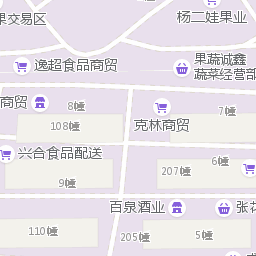 果交易区
杨二娃果业
逸超食品商贸
果蔬诚鑫
蔬菜经营部
商贸
8幢
7幢
108幢
克林商贸
兴合食品配送
6幢
207幢
9幢
百泉酒业
张花
110幢
205幢
5幢